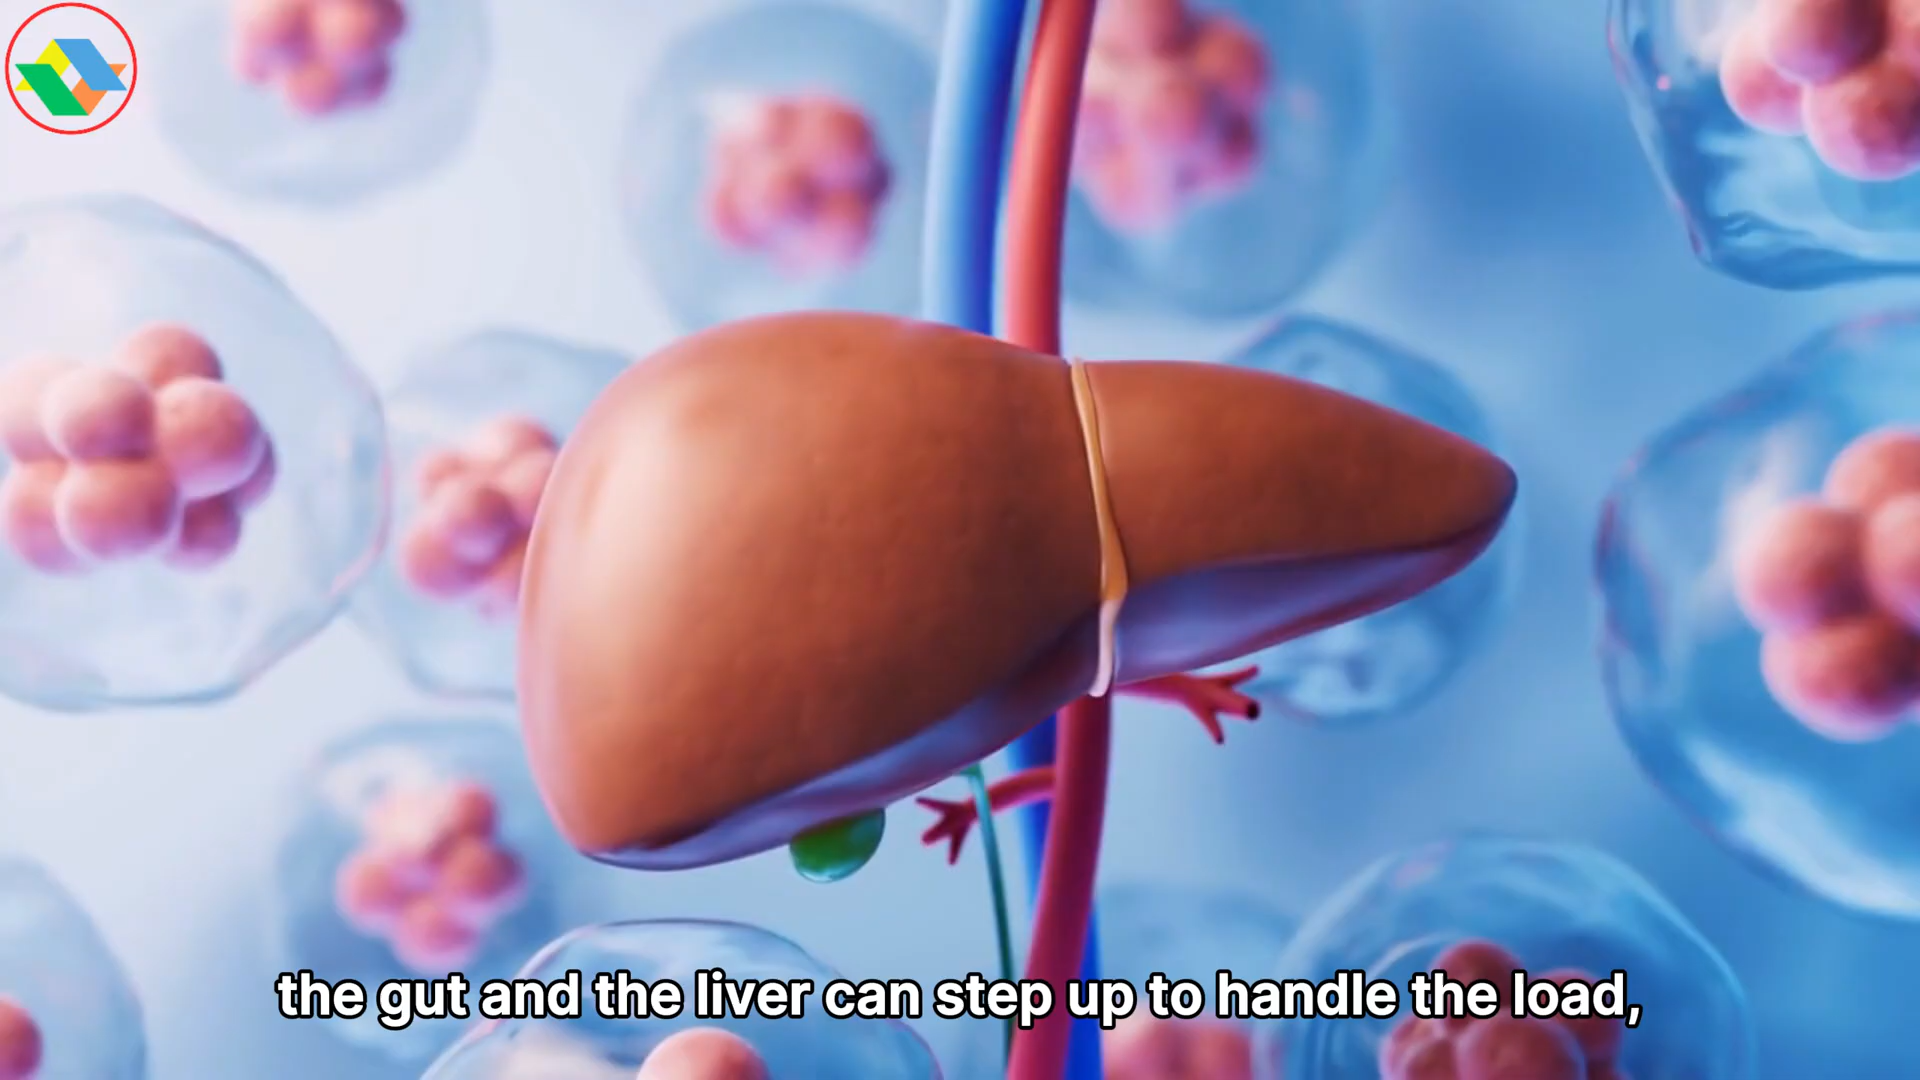 the gut and the liver can step up to handle the load,